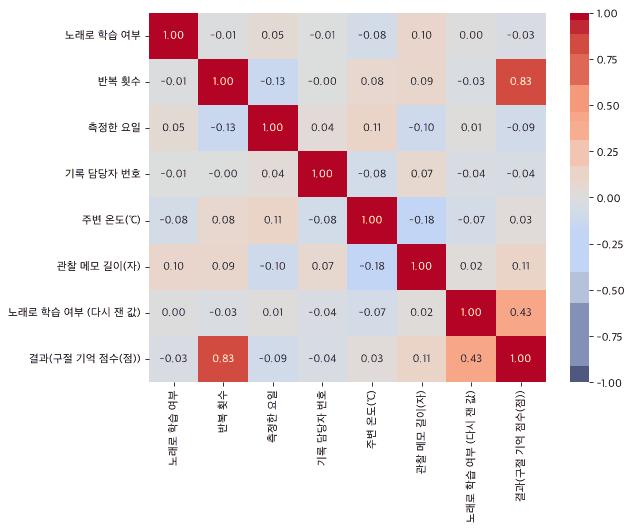 노래로 학습 여부 1.00 -0.01 0.05 -0.01 -0.08 0.10 0.00 -0.03
반복 횟수 -0.01 1.00 -0.13 -0.00 0.08 0.09 -0.03 0.83
측정한 요일 0.05 -0.13 1.00 0.04 0.11 -0.10 0.01 -0.09
기록 담당자 번호 -0.01 -0.00 0.04 1.00 -0.08 0.07 -0.04 -0.04
주변 온도(℃) -0.08 0.08 0.11 -0.08 1.00 -0.18 -0.07 0.03
관찰 메모 길이(자) 0.10 0.09 -0.10 0.07 -0.18 1.00 0.02 0.11
노래로 학습 여부 (다시 잰 값) 0.00 -0.03 0.01 -0.04 -0.07 0.02 1.00 0.43
결과(구절 기억 점수(점)) -0.03 0.83 -0.09 -0.04 0.03 0.11 0.43 1.00
노래로 학습 여부
반복 횟수
측정한 요일
기록 담당자 번호
주변 온도(℃)
관찰 메모 길이(자)
노래로 학습 여부 (다시 잰 값)
결과(구절 기억 점수(점))
1.00
0.75
0.50
0.25
0.00
-0.25
-0.50
-0.75
-1.00